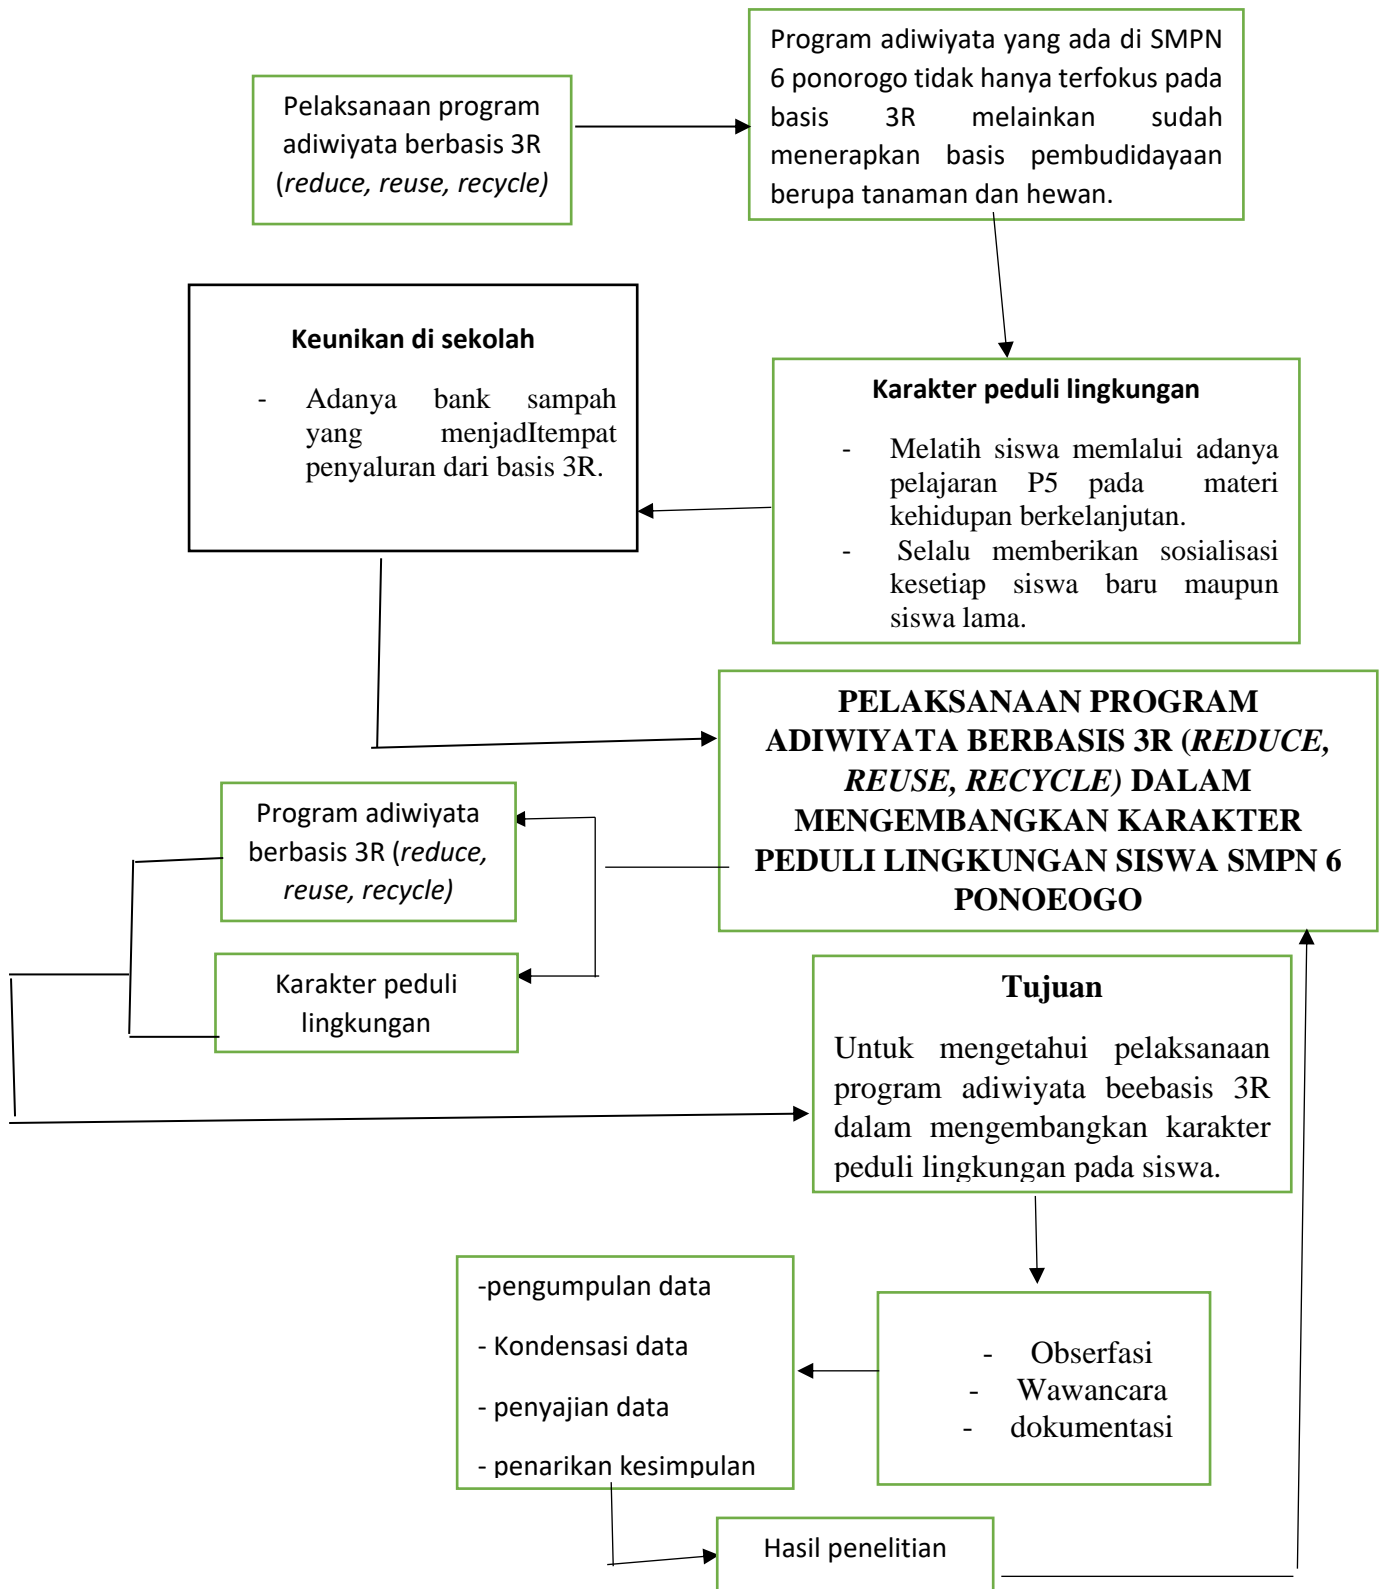 Pelaksanaan program
adiwiyata berbasis 3R
(reduce, reuse, recycle)
Program adiwiyata yang ada di SMPN
6 ponorogo tidak hanya terfokus pada
basis 3R melainkan sudah
menerapkan basis pembudidayaan
berupa tanaman dan hewan.
Keunikan di sekolah
- Adanya bank sampah
yang menjadItempat
penyaluran dari basis 3R.
Karakter peduli lingkungan
- Melatih siswa memlalui adanya
pelajaran P5 pada materi
kehidupan berkelanjutan.
- Selalu memberikan sosialisasi
kesetiap siswa baru maupun
siswa lama.
PELAKSANAAN PROGRAM
ADIWIYATA BERBASIS 3R (REDUCE,
REUSE, RECYCLE) DALAM
MENGEMBANGKAN KARAKTER
PEDULI LINGKUNGAN SISWA SMPN 6
PONOEOGO
Program adiwiyata
berbasis 3R (reduce,
reuse, recycle)
Karakter peduli
lingkungan
Tujuan
Untuk mengetahui pelaksanaan
program adiwiyata beebasis 3R
dalam mengembangkan karakter
peduli lingkungan pada siswa.
-pengumpulan data
- Kondensasi data
- penyajian data
- penarikan kesimpulan
- Obserfasi
- Wawancara
- dokumentasi
Hasil penelitian